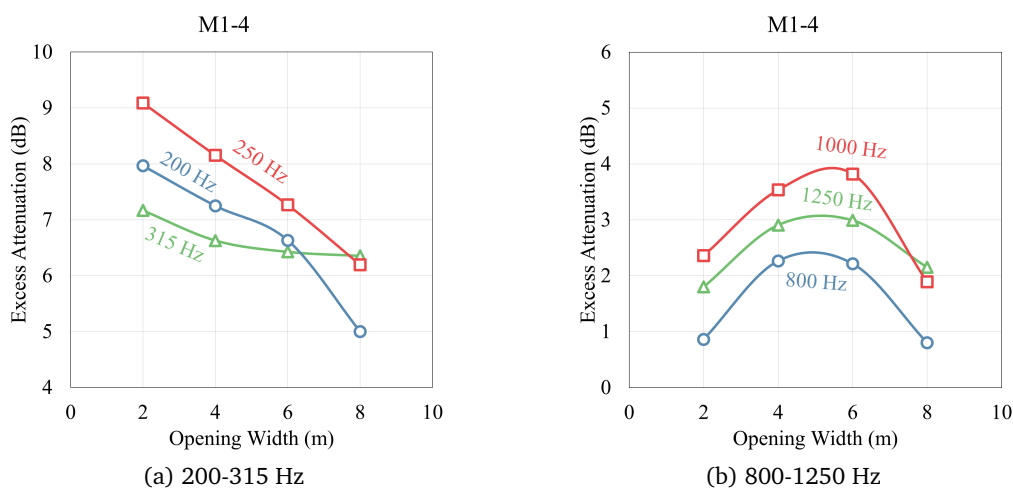 M1-4
10
9
8
7
6
5
4
0 2 4 6 8 10
Excess Attenuation (dB)
Opening Width (m)
250 Hz
200 Hz
315 Hz
(a) 200-315 Hz
M1-4
6
5
4
3
2
1
0
0 2 4 6 8 10
Excess Attenuation (dB)
Opening Width (m)
1000 Hz
1250 Hz
800 Hz
(b) 800-1250 Hz